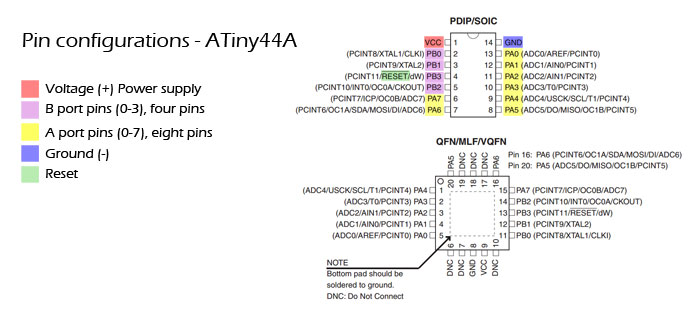 Pin configurations - ATiny44A
Voltage (+) Power supply
B port pins (0-3), four pins
A port pins (0-7), eight pins
Ground (-)
Reset
PDIP/SOIC
VCC 1 14 GND
(PCINT8/XTAL1/CLKI) PB0 2 13 PA0 (ADC0/AREF/PCINT0)
(PCINT9/XTAL2) PB1 3 12 PA1 (ADC1/AIN0/PCINT1)
(PCINT11/RESET/dW) PB3 4 11 PA2 (ADC2/AIN1/PCINT2)
(PCINT10/INT0/OC0A/CKOUT) PB2 5 10 PA3 (ADC3/T0/PCINT3)
(PCINT7/ICP/OC0B/ADC7) PA7 6 9 PA4 (ADC4/USCK/SCL/T1/PCINT4)
(PCINT6/OC1A/SDA/MOSI/DI/ADC6) PA6 7 8 PA5 (ADC5/DO/MISO/OC1B/PCINT5)
QFN/MLF/VQFN
Pin 16: PA6 (PCINT6/OC1A/SDA/MOSI/DI/ADC6)
Pin 20: PA5 (ADC5/DO/MISO/OC1B/PCINT5)
PA5 DNC DNC DNC PA6
20 19 18 17 16
(ADC4/USCK/SCL/T1/PCINT4) PA4 1 15 PA7 (PCINT7/ICP/OC0B/ADC7)
(ADC3/T0/PCINT3) PA3 2 14 PB2 (PCINT10/INT0/OC0A/CKOUT)
(ADC2/AIN1/PCINT2) PA2 3 13 PB3 (PCINT11/RESET/dW)
(ADC1/AIN0/PCINT1) PA1 4 12 PB1 (PCINT9/XTAL2)
(ADC0/AREF/PCINT0) PA0 5 11 PB0 (PCINT8/XTAL1/CLKI)
6 7 8 9 10
DNC DNC GND VCC DNC
NOTE
Bottom pad should be
soldered to ground.
DNC: Do Not Connect